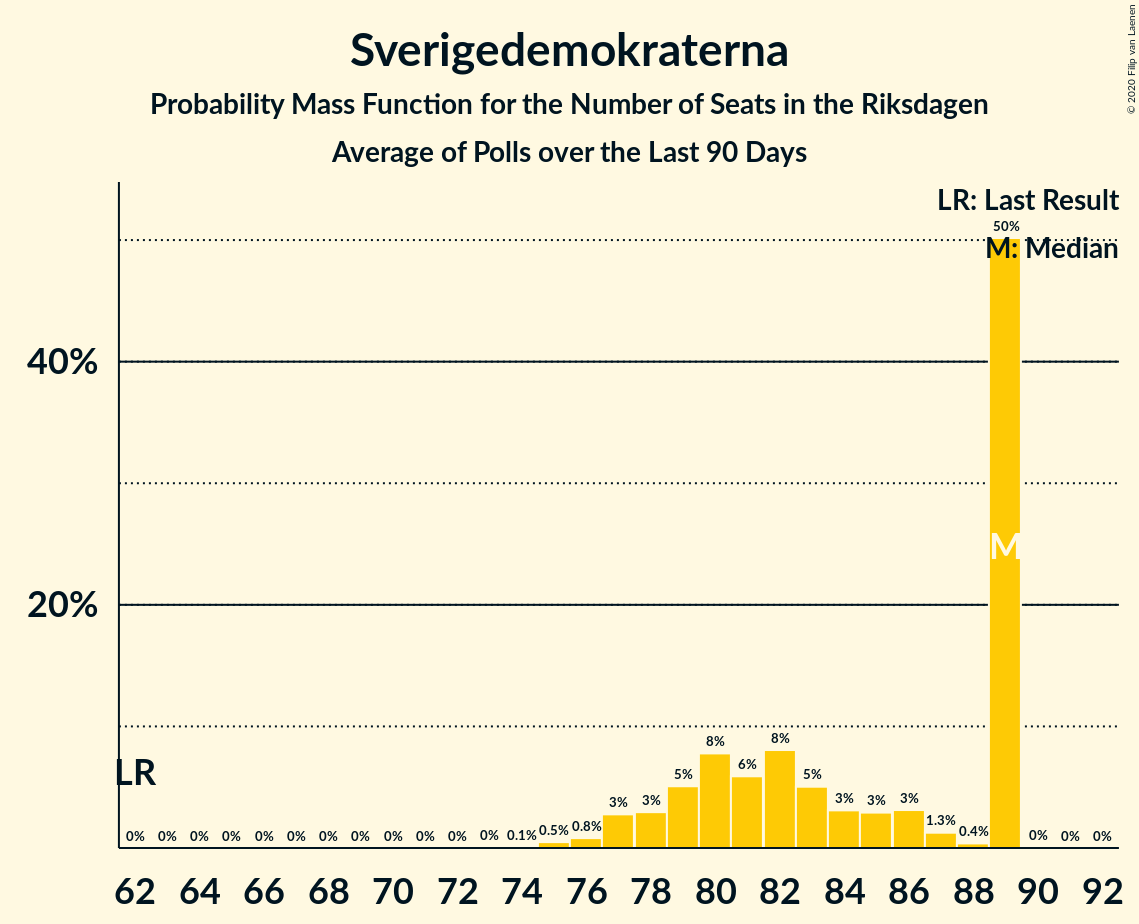 Sverigedemokraterna
Probability Mass Function for the Number of Seats in the Riksdagen
Average of Polls over the Last 90 Days
© 2020 Filip van Laenen
LR: Last Result
50%
M: Median
40%
M
20%
8% 8%
LR
6%
5% 5%
3% 3% 3% 3% 3%
0% 0% 0% 0% 0% 0% 0% 0% 0% 0% 0% 0% 0.1% 0.5% 0.8% 1.3% 0.4% 0% 0% 0%
62 64 66 68 70 72 74 76 78 80 82 84 86 88 90 92